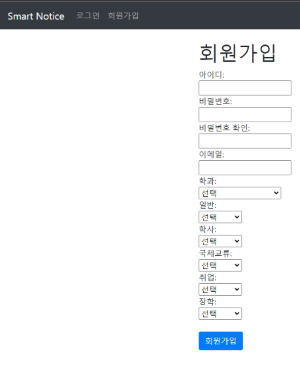 Smart Notice 로그인 회원가입
회원가입
아이디:
비밀번호:
비밀번호 확인:
이메일:
학과:
선택
일반:
선택
학사:
선택
국제교류:
선택
취업:
선택
장학:
선택
회원가입